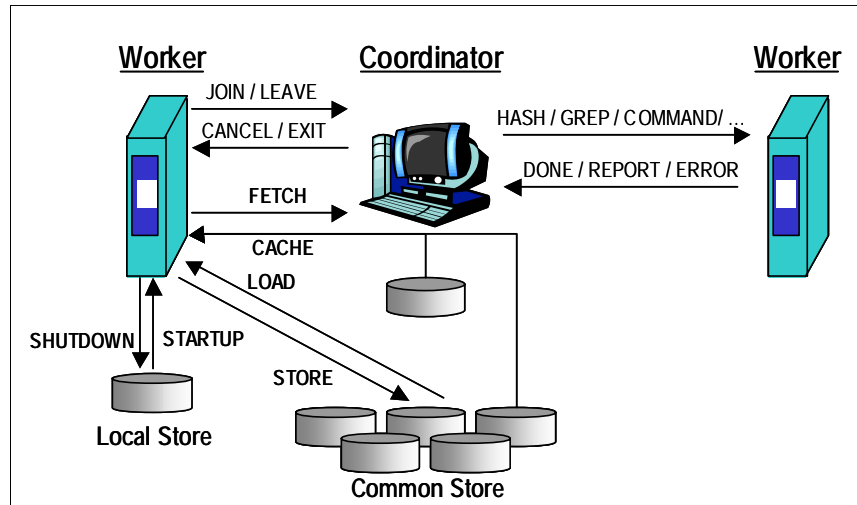 Worker
Coordinator
Worker
JOIN / LEAVE
CANCEL / EXIT
HASH / GREP / COMMAND/ ...
DONE / REPORT / ERROR
FETCH
CACHE
LOAD
SHUTDOWN
STARTUP
STORE
Local Store
Common Store